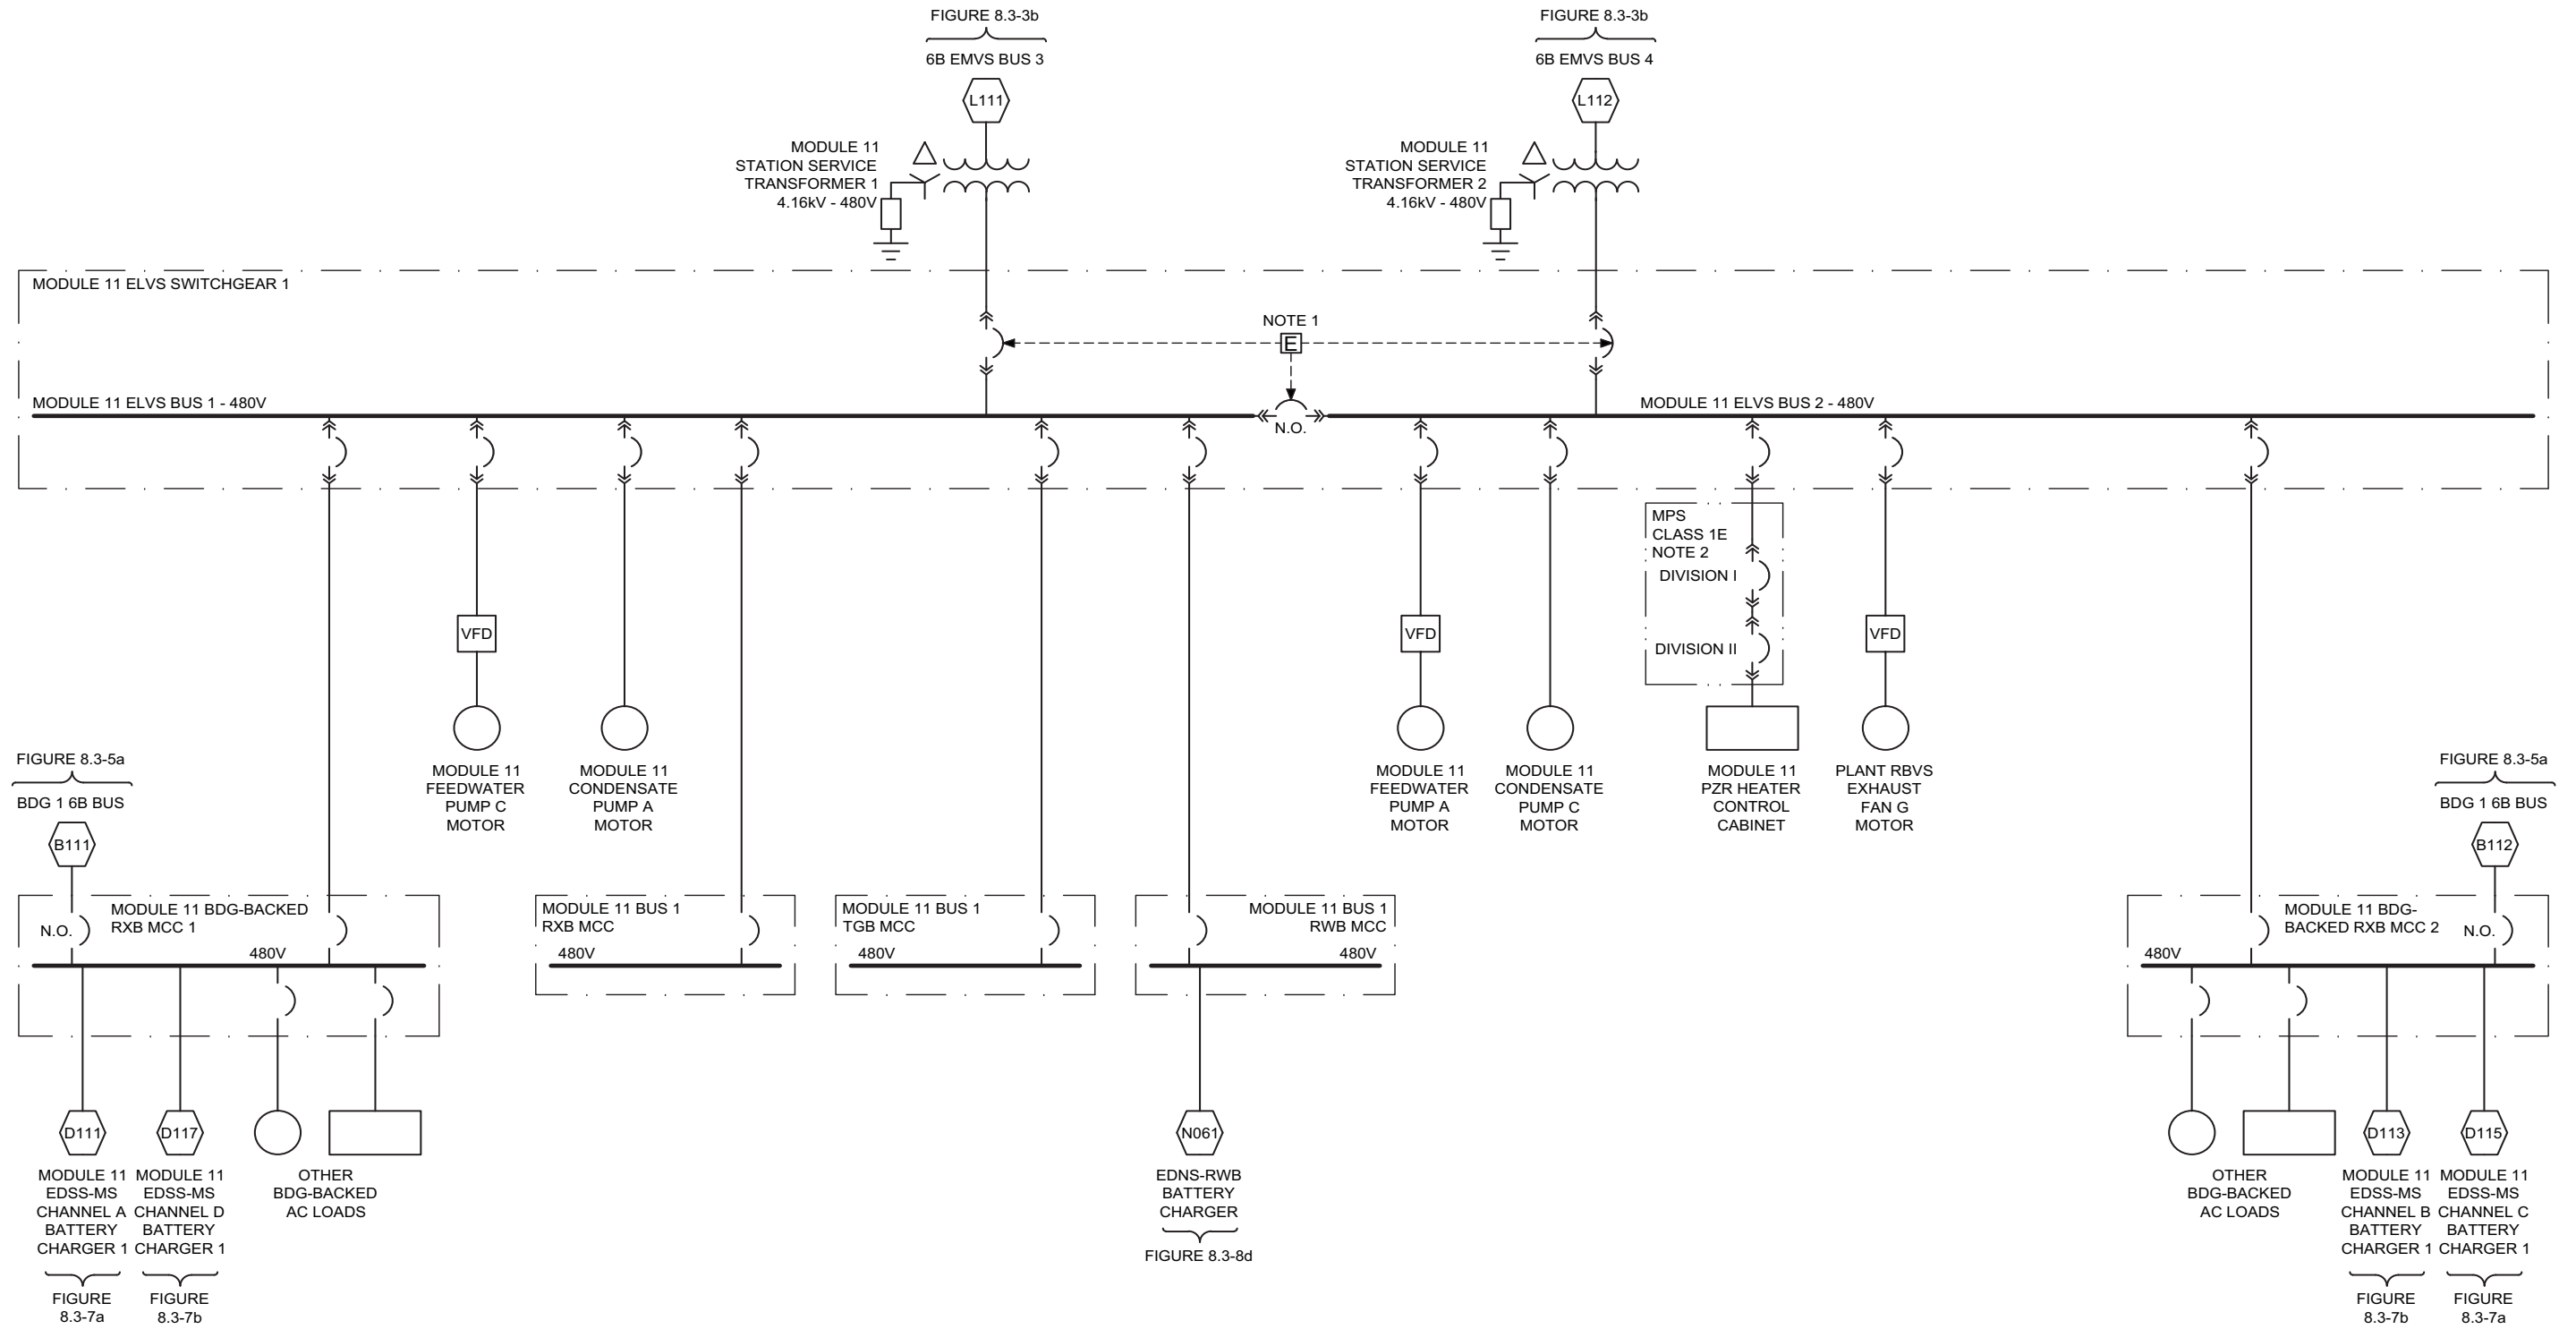 FIGURE 8.3-3b
6B EMVS BUS 3
L111
MODULE 11
STATION SERVICE
TRANSFORMER 1
4.16kV - 480V
FIGURE 8.3-3b
6B EMVS BUS 4
L112
MODULE 11
STATION SERVICE
TRANSFORMER 2
4.16kV - 480V
MODULE 11 ELVS SWITCHGEAR 1
NOTE 1
E
MODULE 11 ELVS BUS 1 - 480V
N.O.
MODULE 11 ELVS BUS 2 - 480V
MPS
CLASS 1E
NOTE 2
DIVISION I
DIVISION II
VFD
MODULE 11
FEEDWATER
PUMP C
MOTOR
MODULE 11
CONDENSATE
PUMP A
MOTOR
VFD
MODULE 11
FEEDWATER
PUMP A
MOTOR
MODULE 11
CONDENSATE
PUMP C
MOTOR
MODULE 11
PZR HEATER
CONTROL
CABINET
VFD
PLANT RBVS
EXHAUST
FAN G
MOTOR
FIGURE 8.3-5a
BDG 1 6B BUS
B111
N.O.
MODULE 11 BDG-BACKED
RXB MCC 1
480V
MODULE 11 BUS 1
RXB MCC
480V
MODULE 11 BUS 1
TGB MCC
480V
MODULE 11 BUS 1
RWB MCC
480V
FIGURE 8.3-5a
BDG 1 6B BUS
B112
MODULE 11 BDG-
BACKED RXB MCC 2
N.O.
480V
D111
MODULE 11
EDSS-MS
CHANNEL A
BATTERY
CHARGER 1
FIGURE
8.3-7a
D117
MODULE 11
EDSS-MS
CHANNEL D
BATTERY
CHARGER 1
FIGURE
8.3-7b
OTHER
BDG-BACKED
AC LOADS
N061
EDNS-RWB
BATTERY
CHARGER
FIGURE 8.3-8d
OTHER
BDG-BACKED
AC LOADS
D113
MODULE 11
EDSS-MS
CHANNEL B
BATTERY
CHARGER 1
FIGURE
8.3-7b
D115
MODULE 11
EDSS-MS
CHANNEL C
BATTERY
CHARGER 1
FIGURE
8.3-7a